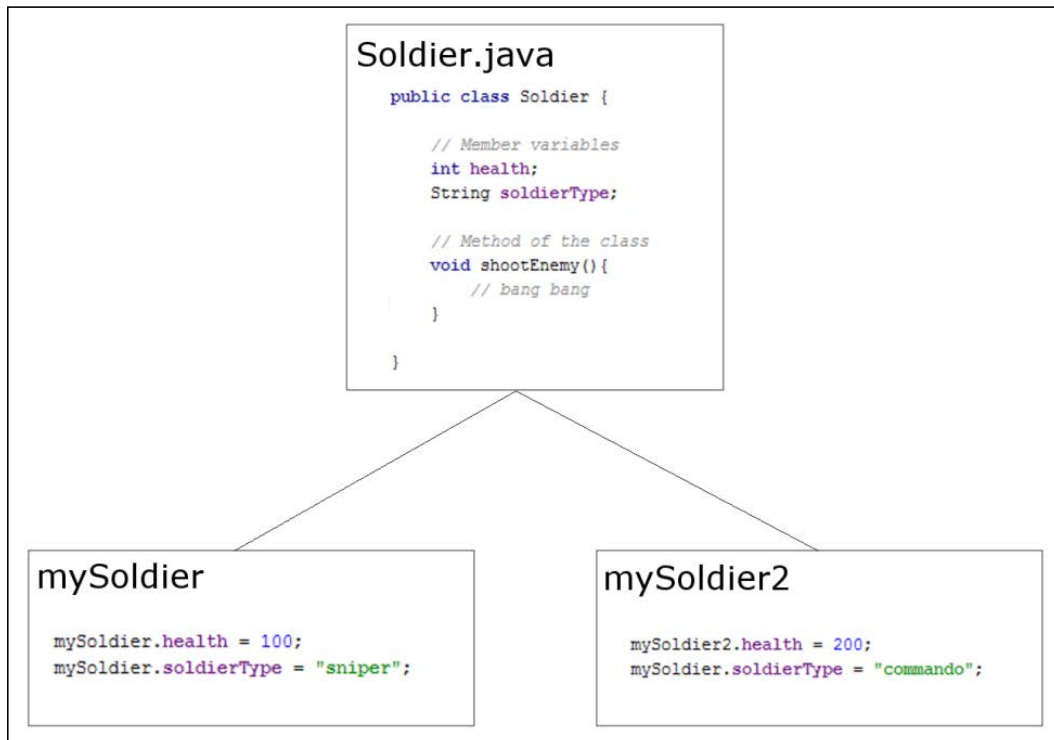 Soldier.java
public class Soldier {
// Member variables
int health;
String soldierType;
// Method of the class
void shootEnemy(){
// bang bang
}
}
mySoldier
mySoldier.health = 100;
mySoldier.soldierType = "sniper";
mySoldier2
mySoldier2.health = 200;
mySoldier.soldierType = "commando";